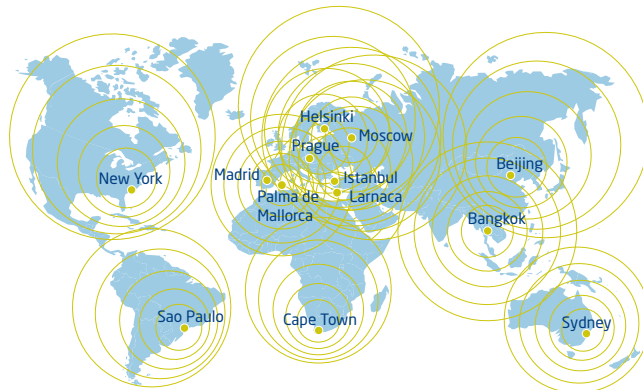 Helsinki
Moscow
Prague
Madrid
Istanbul
New York
Palma de
Mallorca
Larnaca
Beijing
Bangkok
Sao Paulo
Cape Town
Sydney